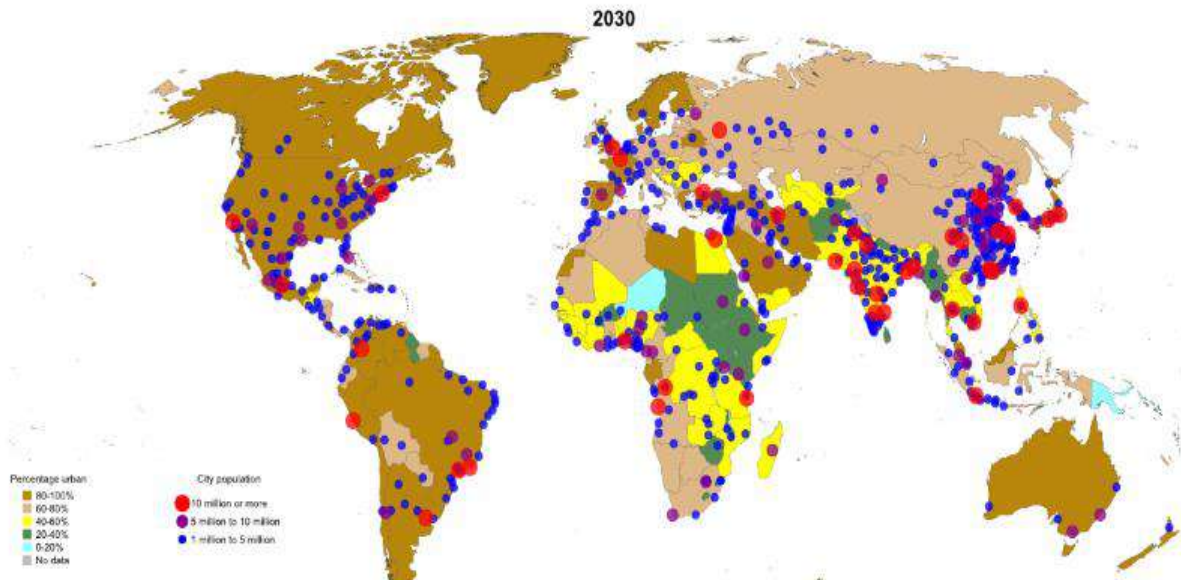 2030
Percentage urban
80-100%
60-80%
40-60%
20-40%
0-20%
No data
City population
10 million or more
5 million to 10 million
1 million to 5 million